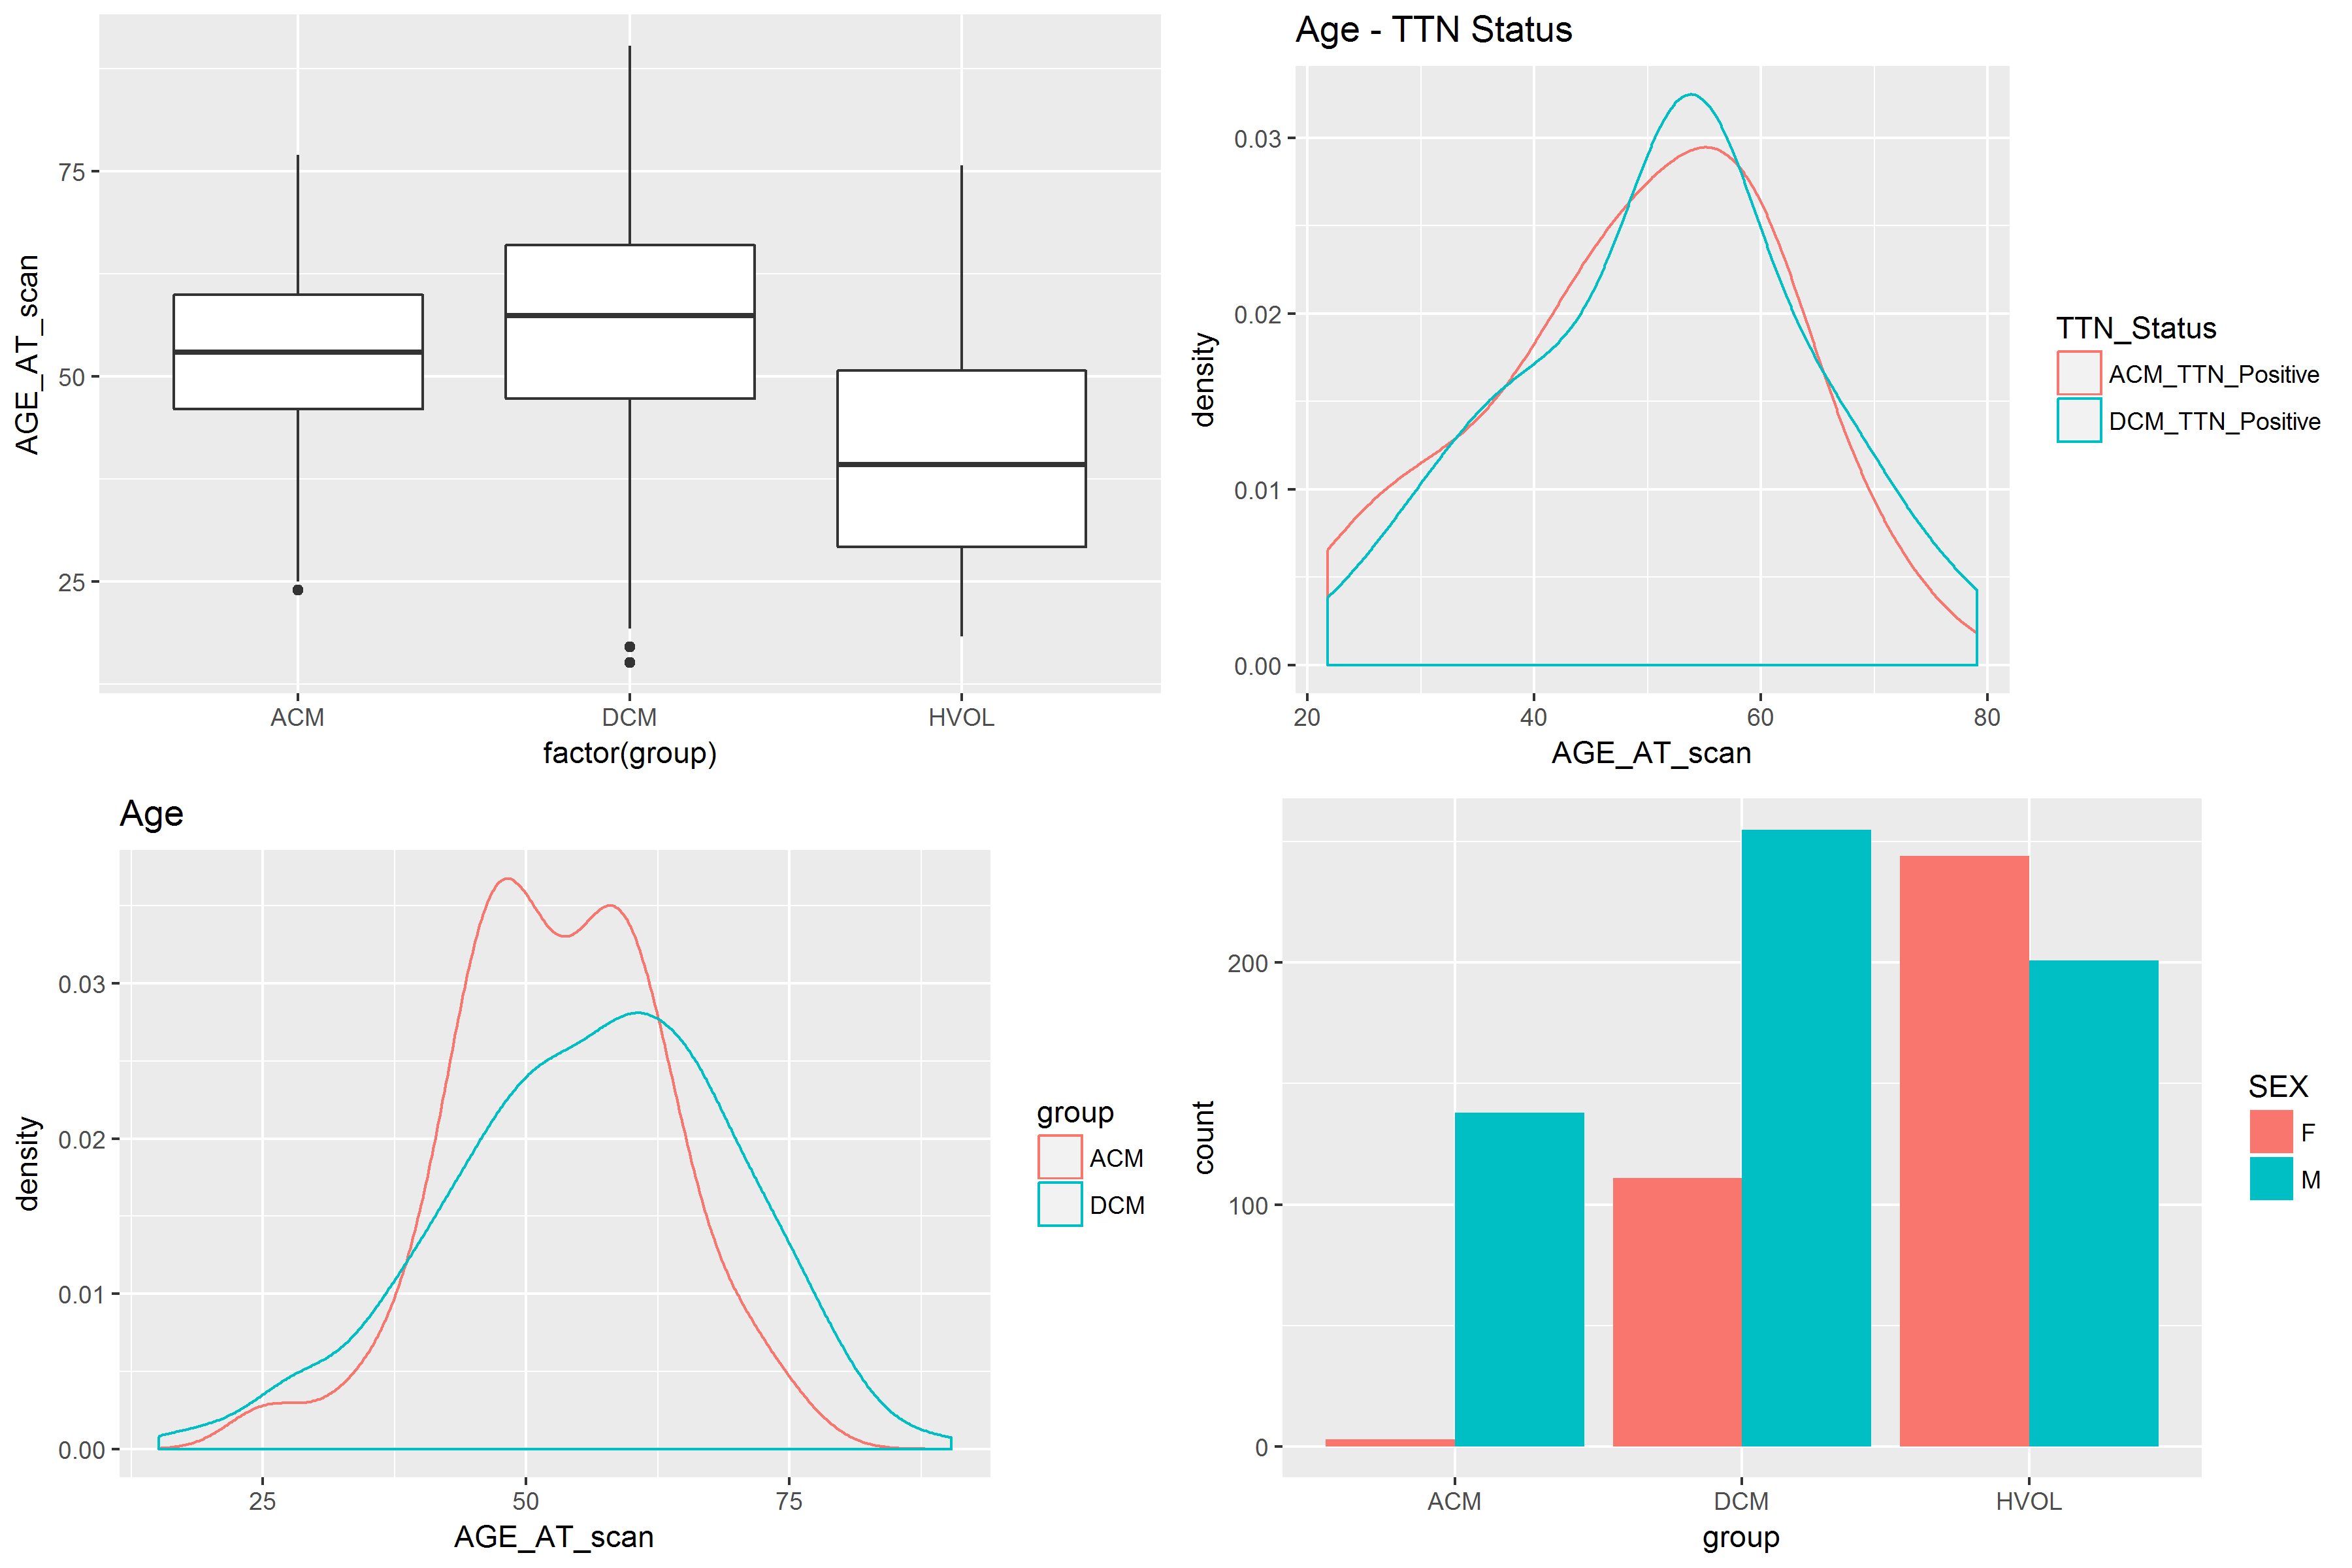 AGE_AT_scan
75
50
25
ACM
DCM
HVOL
factor(group)
Age - TTN Status
density
0.03
0.02
0.01
0.00
20
40
60
80
AGE_AT_scan
TTN_Status
ACM_TTN_Positive
DCM_TTN_Positive
Age
density
0.03
0.02
0.01
0.00
25
50
75
AGE_AT_scan
group
ACM
DCM
count
200
100
0
ACM
DCM
HVOL
group
SEX
F
M